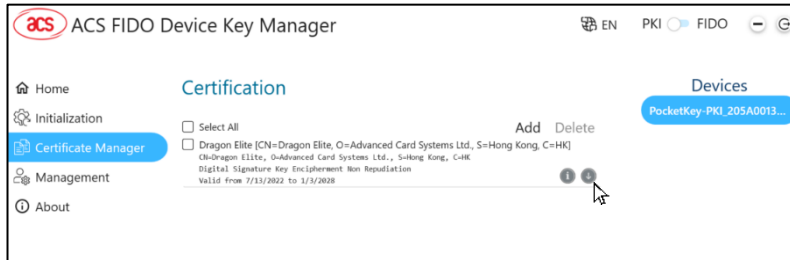 acs ACS FIDO Device Key Manager
EN PKI FIDO
Home
Initialization
Certificate Manager
Management
About
Certification
Select All
Add Delete
Dragon Elite [CN=Dragon Elite, O=Advanced Card Systems Ltd., S=Hong Kong, C=HK]
CN=Dragon Elite, O=Advanced Card Systems Ltd., S=Hong Kong, C=HK
Digital Signature Key Encipherment Non Repudiation
Valid from 7/13/2022 to 1/3/2028
Devices
PocketKey-PKI_205A0013...